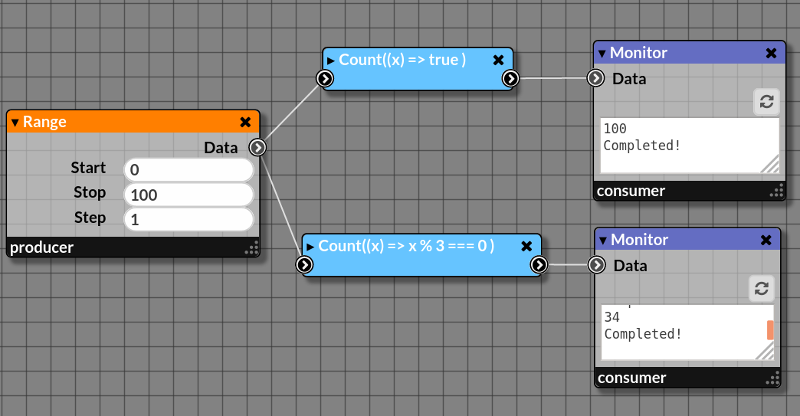 Range
Data
Start 0
Stop 100
Step 1
producer
Count((x) => true )
Count((x) => x % 3 === 0 )
Monitor
Data
100
Completed!
consumer
Monitor
Data
34
Completed!
consumer